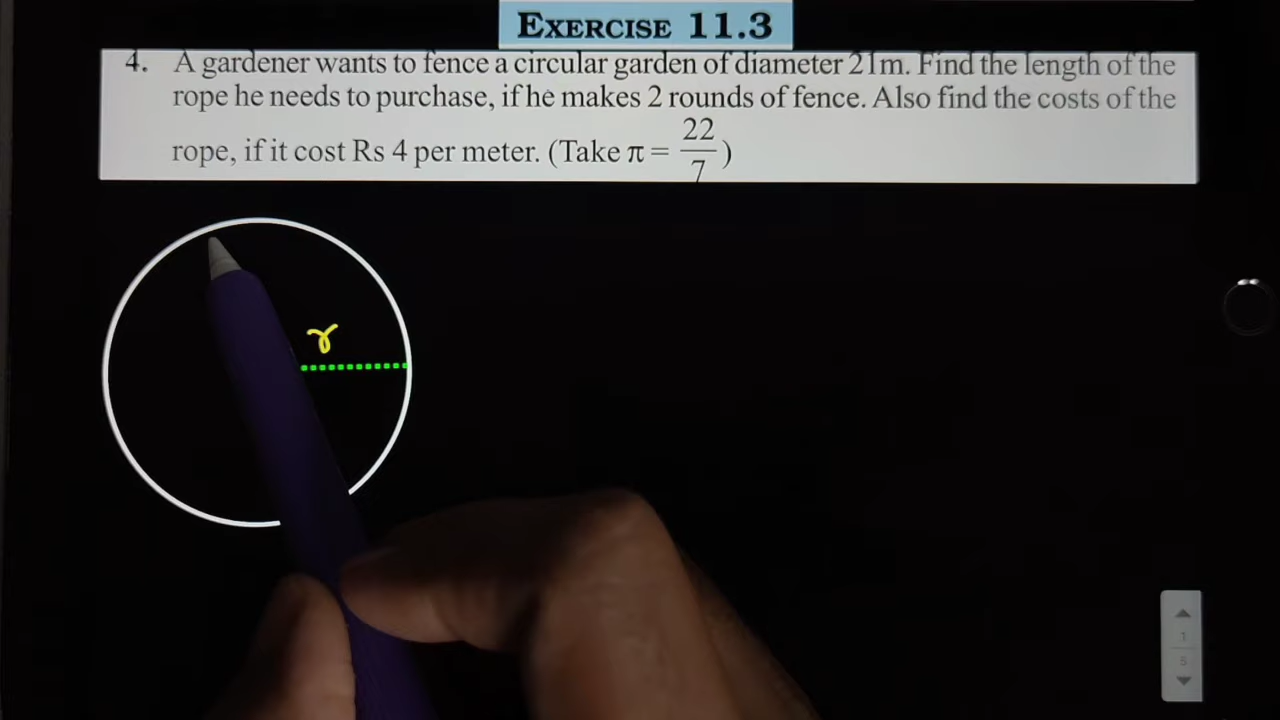 EXERCISE 11.3
4. A gardener wants to fence a circular garden of diameter 21m. Find the length of the
rope he needs to purchase, if he makes 2 rounds of fence. Also find the costs of the
rope, if it cost Rs 4 per meter. (Take π = 22/7)
r
1
5